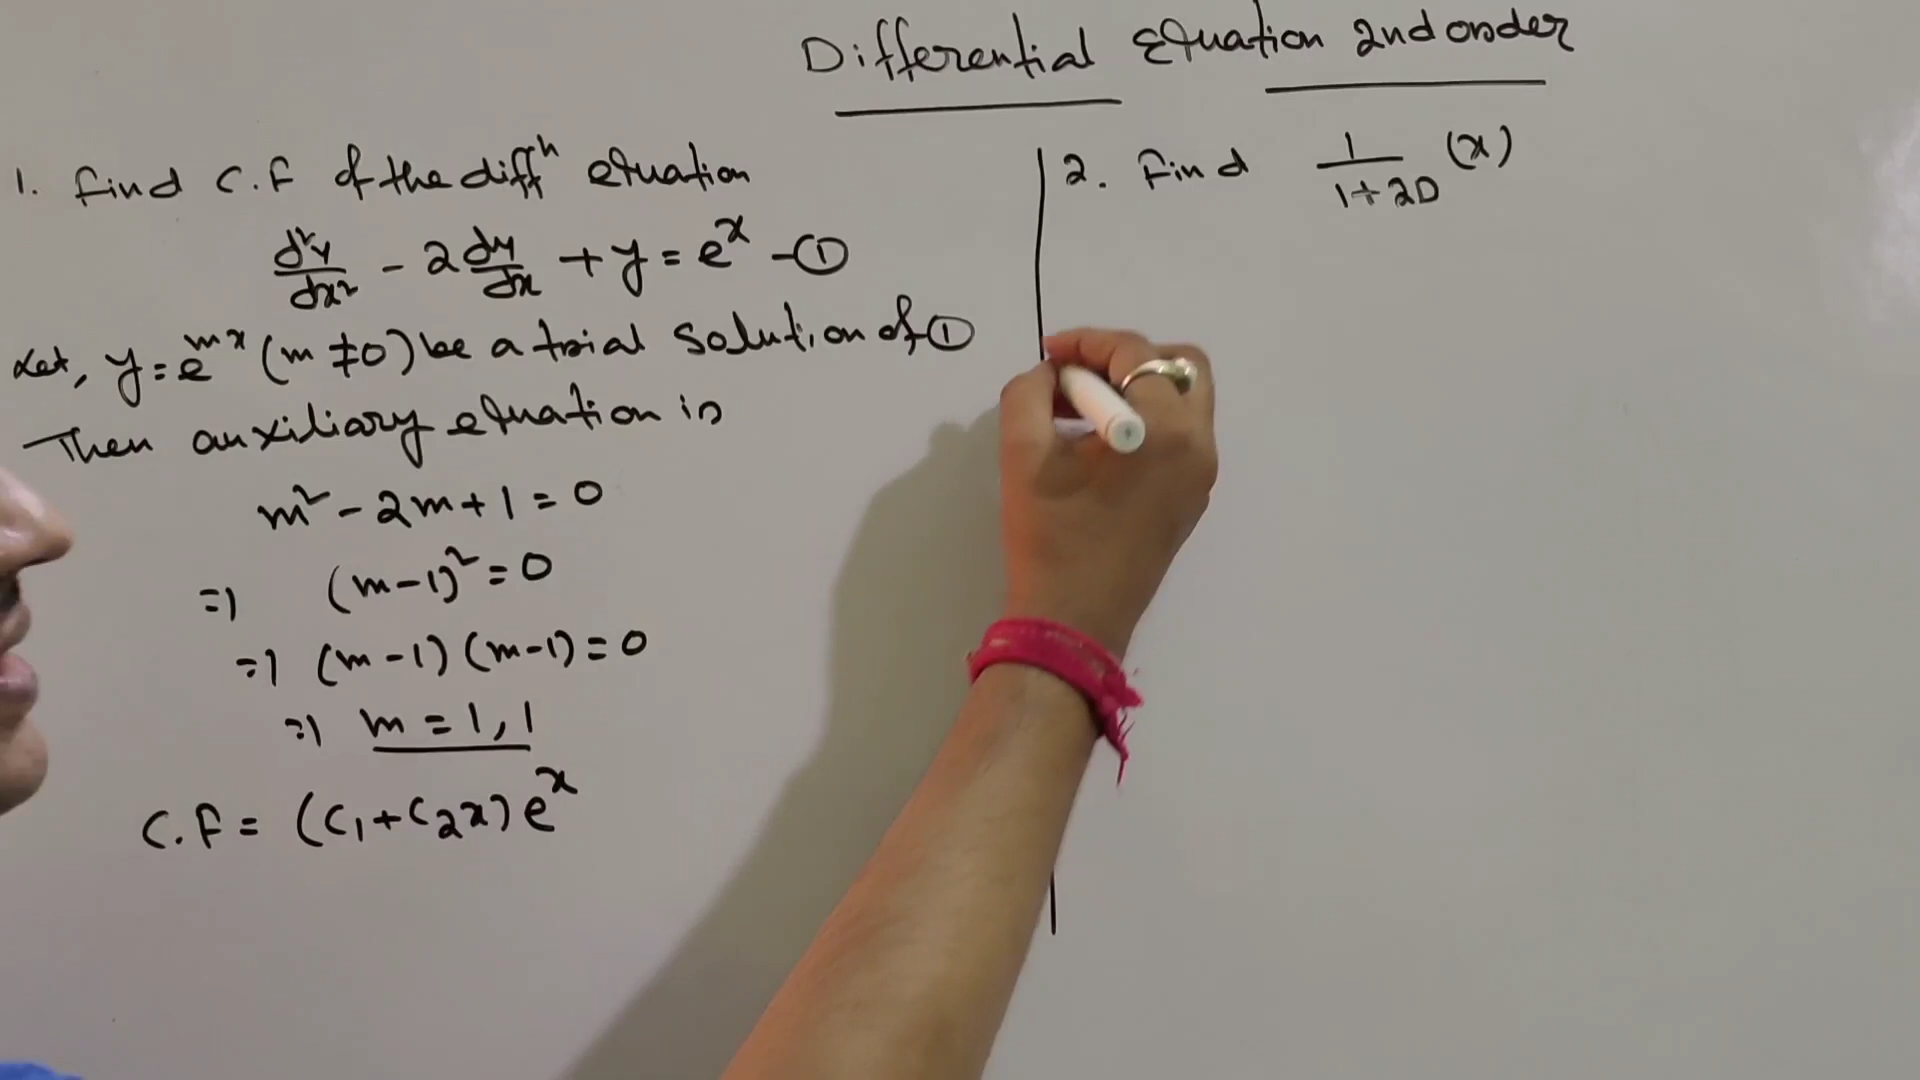 Differential Equation 2nd order
1. Find C.F of the diffⁿ equation
d²y/dx² - 2 dy/dx + y = eˣ - ①
Let, y = e^mx (m ≠ 0) be a trial solution of ①
Then auxiliary equation is
m² - 2m + 1 = 0
⇒ (m - 1)² = 0
⇒ (m - 1) (m - 1) = 0
⇒ m = 1, 1
C.F = (C₁ + C₂x) eˣ
2. Find 1/(1+2D) (x)